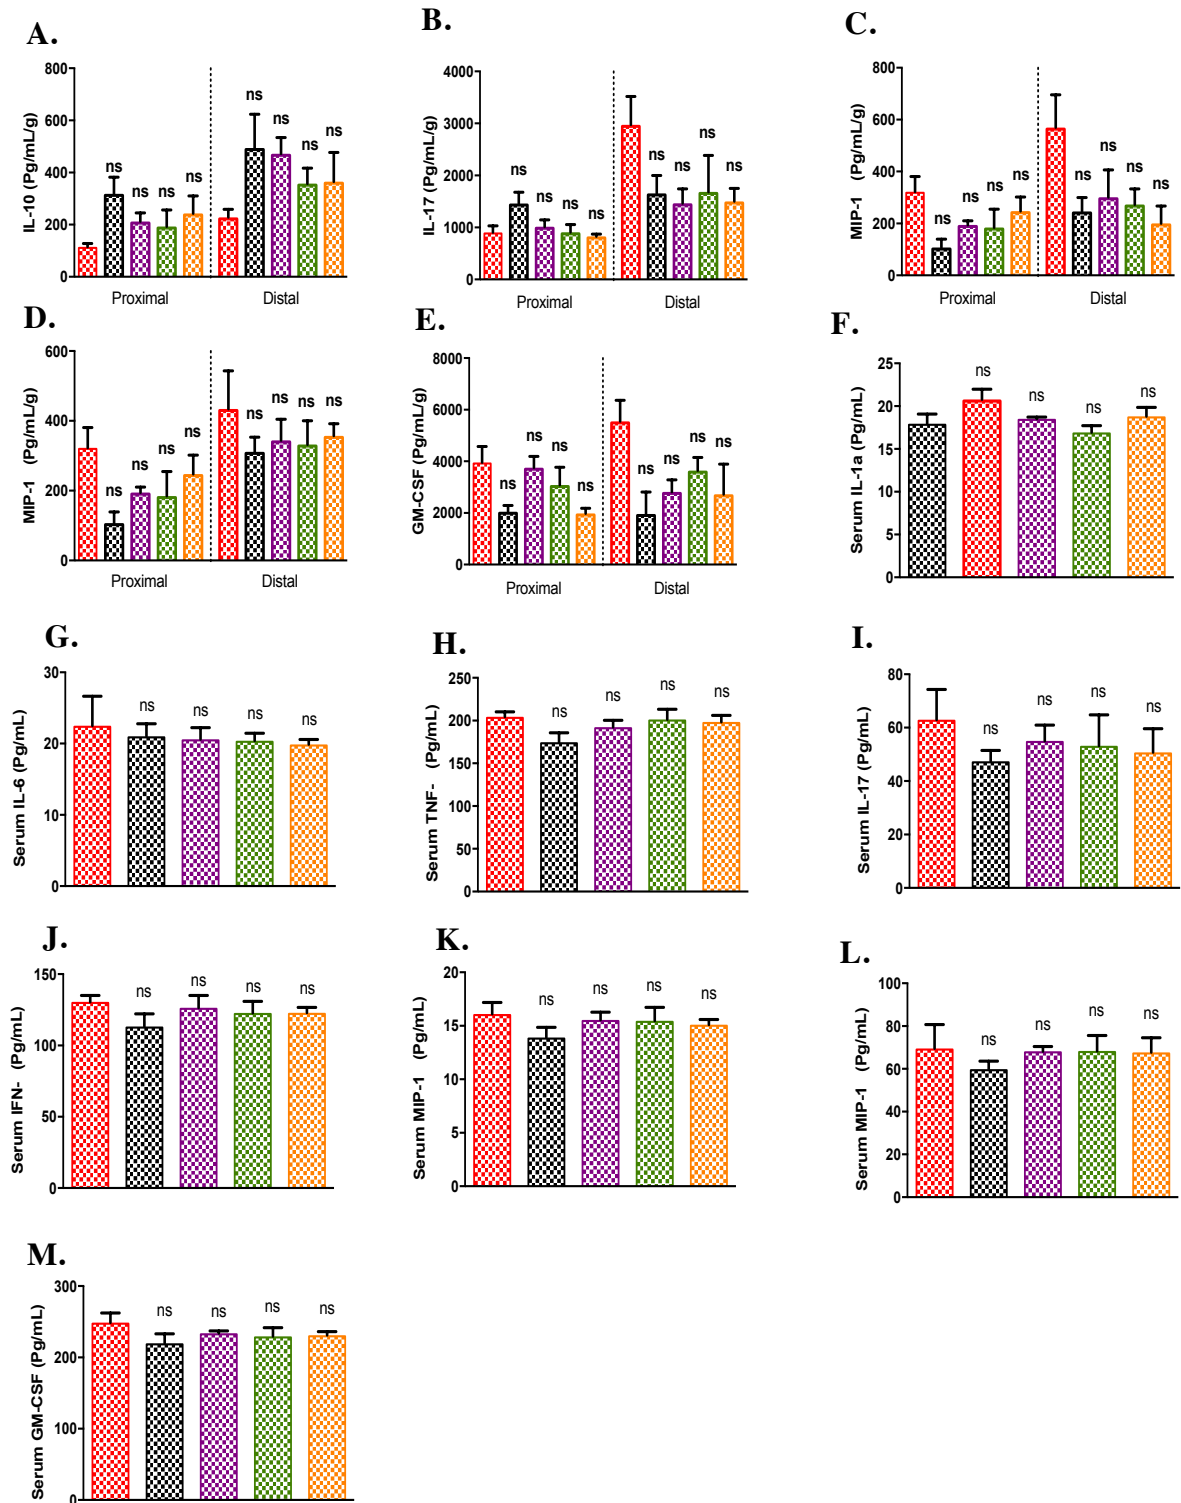 A.
IL-10 (Pg/mL/g)
800
600
400
200
0
ns
ns
ns
ns
ns
ns
ns
ns
Proximal
Distal
B.
IL-17 (Pg/mL/g)
4000
3000
2000
1000
0
ns
ns
ns
ns
ns
ns
ns
ns
Proximal
Distal
C.
MIP-1 (Pg/mL/g)
800
600
400
200
0
ns
ns
ns
ns
ns
ns
ns
ns
Proximal
Distal
D.
MIP-1 (Pg/mL/g)
600
400
200
0
ns
ns
ns
ns
ns
ns
ns
ns
Proximal
Distal
E.
GM-CSF (Pg/mL/g)
8000
6000
4000
2000
0
ns
ns
ns
ns
ns
ns
ns
ns
Proximal
Distal
F.
Serum IL-1a (Pg/mL)
25
20
15
10
5
0
ns
ns
ns
ns
G.
Serum IL-6 (Pg/mL)
30
20
10
0
ns
ns
ns
ns
H.
Serum TNF- (Pg/mL)
250
200
150
100
50
0
ns
ns
ns
ns
I.
Serum IL-17 (Pg/mL)
80
60
40
20
0
ns
ns
ns
ns
J.
Serum IFN- (Pg/mL)
150
100
50
0
ns
ns
ns
ns
K.
Serum MIP-1 (Pg/mL)
20
15
10
5
0
ns
ns
ns
ns
L.
Serum MIP-1 (Pg/mL)
100
80
60
40
20
0
ns
ns
ns
ns
M.
Serum GM-CSF (Pg/mL)
300
200
100
0
ns
ns
ns
ns